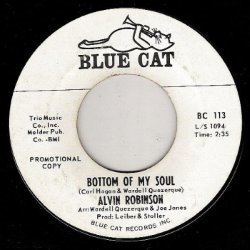 BLUE CAT
Trio Music
Co., Inc.
Melder Pub.
Co.-BMI
BC 113
L/S 1094
Time: 2:35
PROMOTIONAL
COPY
BOTTOM OF MY SOUL
(Carl Hogan & Wardell Quezerque)
ALVIN ROBINSON
Arr: Wardell Quezerque & Joe Jones
Prod: Leiber & Stoller
BLUE CAT RECORDS INC.